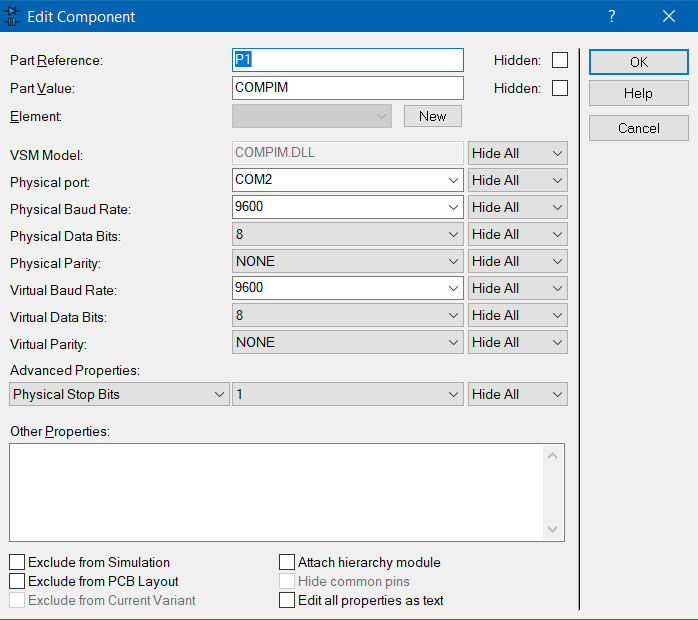 Edit Component ?
Part Reference: P1 Hidden: OK
Part Value: COMPIM Hidden: Help
Element: New Cancel
VSM Model: COMPIM.DLL Hide All
Physical port: COM2 Hide All
Physical Baud Rate: 9600 Hide All
Physical Data Bits: 8 Hide All
Physical Parity: NONE Hide All
Virtual Baud Rate: 9600 Hide All
Virtual Data Bits: 8 Hide All
Virtual Parity: NONE Hide All
Advanced Properties:
Physical Stop Bits 1 Hide All
Other Properties:
Exclude from Simulation Attach hierarchy module
Exclude from PCB Layout Hide common pins
Exclude from Current Variant Edit all properties as text